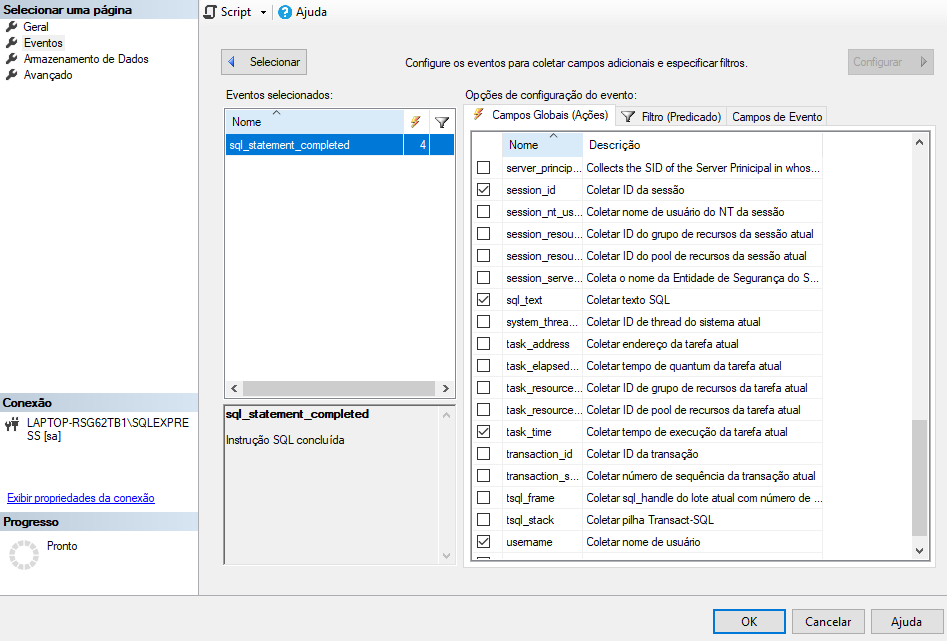 Selecionar uma página
Geral
Eventos
Armazenamento de Dados
Avançado
Conexão
LAPTOP-RSG62TB1\SQLEXPRE
SS [sa]
Exibir propriedades da conexão
Progresso
Pronto
Script
Ajuda
Selecionar
Configure os eventos para coletar campos adicionais e especificar filtros.
Configurar
Eventos selecionados:
Nome
sql_statement_completed 4
sql_statement_completed
Instrução SQL concluída
Opções de configuração do evento:
Campos Globais (Ações) Filtro (Predicado) Campos de Evento
Nome Descrição
server_princip... Collects the SID of the Server Prinicipal in whos...
session_id Coletar ID da sessão
session_nt_us... Coletar nome de usuário do NT da sessão
session_resou... Coletar ID do grupo de recursos da sessão atual
session_resou... Coletar ID do pool de recursos da sessão atual
session_serve... Coleta o nome da Entidade de Segurança do S...
sql_text Coletar texto SQL
system_threa... Coletar ID de thread do sistema atual
task_address Coletar endereço da tarefa atual
task_elapsed... Coletar tempo de quantum da tarefa atual
task_resource... Coletar ID de grupo de recursos da tarefa atual
task_resource... Coletar ID de pool de recursos da tarefa atual
task_time Coletar tempo de execução da tarefa atual
transaction_id Coletar ID da transação
transaction_s... Coletar número de sequência da transação atual
tsql_frame Coletar sql_handle do lote atual com número de ...
tsql_stack Coletar pilha Transact-SQL
username Coletar nome de usuário
OK
Cancelar
Ajuda